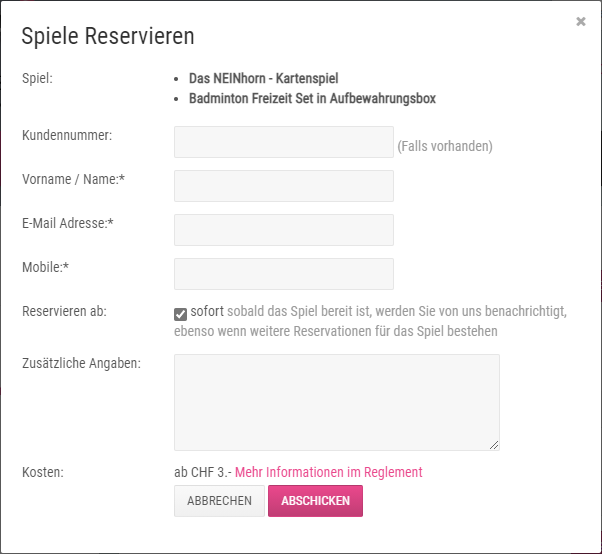 Spiele Reservieren
×
Spiel:
• Das NEINhorn - Kartenspiel
• Badminton Freizeit Set in Aufbewahrungsbox
Kundennummer:
(Falls vorhanden)
Vorname / Name:*
E-Mail Adresse:*
Mobile:*
Reservieren ab:
sofort sobald das Spiel bereit ist, werden Sie von uns benachrichtigt,
ebenso wenn weitere Reservationen für das Spiel bestehen
Zusätzliche Angaben:
Kosten:
ab CHF 3.- Mehr Informationen im Reglement
ABBRECHEN
ABSCHICKEN